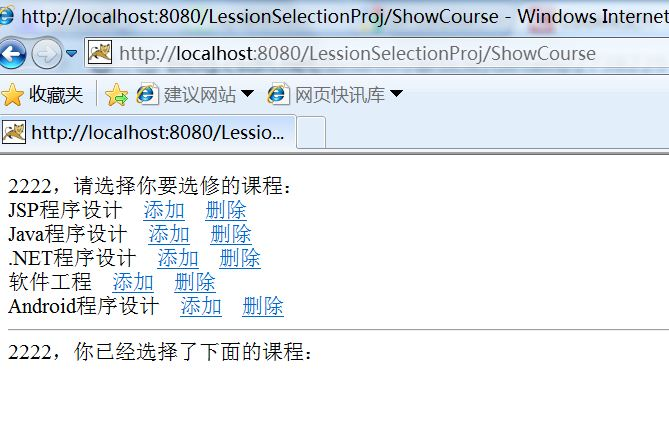 http://localhost:8080/LessionSelectionProj/ShowCourse - Windows Internet
http://localhost:8080/LessionSelectionProj/ShowCourse
收藏夹 建议网站 网页快讯库
http://localhost:8080/Lessio...
2222，请选择你要选修的课程：
JSP程序设计 添加 删除
Java程序设计 添加 删除
.NET程序设计 添加 删除
软件工程 添加 删除
Android程序设计 添加 删除
2222，你已经选择了下面的课程：